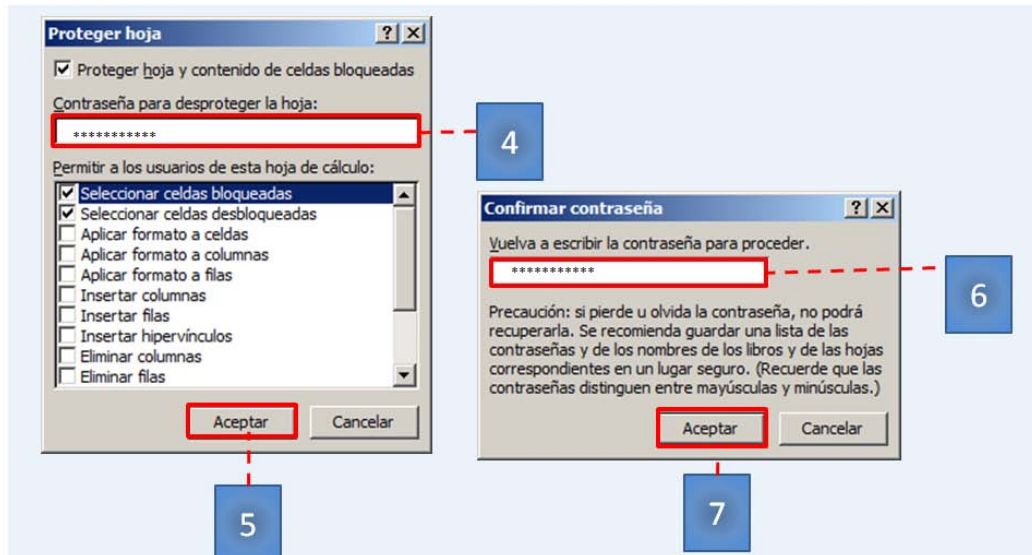 Proteger hoja
Proteger hoja y contenido de celdas bloqueadas
Contraseña para desproteger la hoja:
***********
4
Permitir a los usuarios de esta hoja de cálculo:
Seleccionar celdas bloqueadas
Seleccionar celdas desbloqueadas
Aplicar formato a celdas
Aplicar formato a columnas
Aplicar formato a filas
Insertar columnas
Insertar filas
Insertar hipervínculos
Eliminar columnas
Eliminar filas
Aceptar
Cancelar
5
Confirmar contraseña
Vuelva a escribir la contraseña para proceder.
***********
6
Precaución: si pierde u olvida la contraseña, no podrá
recuperarla. Se recomienda guardar una lista de las
contraseñas y de los nombres de los libros y de las hojas
correspondientes en un lugar seguro. (Recuerde que las
contraseñas distinguen entre mayúsculas y minúsculas.)
Aceptar
Cancelar
7